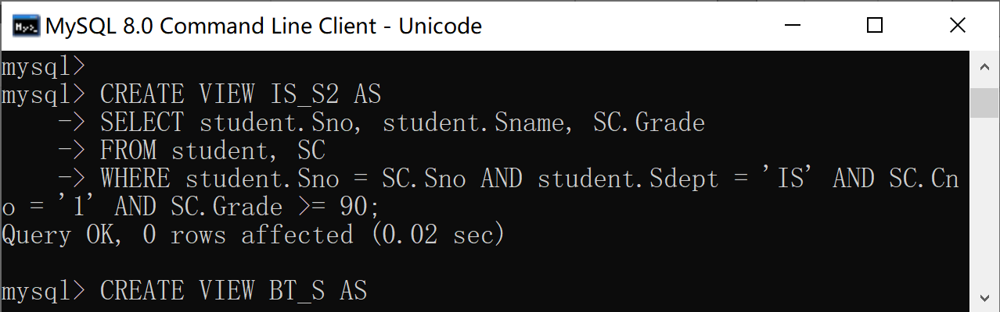 MySQL 8.0 Command Line Client - Unicode
mysql>
mysql> CREATE VIEW IS_S2 AS
    -> SELECT student.Sno, student.Sname, SC.Grade
    -> FROM student, SC
    -> WHERE student.Sno = SC.Sno AND student.Sdept = 'IS' AND SC.Cn
o = '1' AND SC.Grade >= 90;
Query OK, 0 rows affected (0.02 sec)
mysql> CREATE VIEW BT_S AS